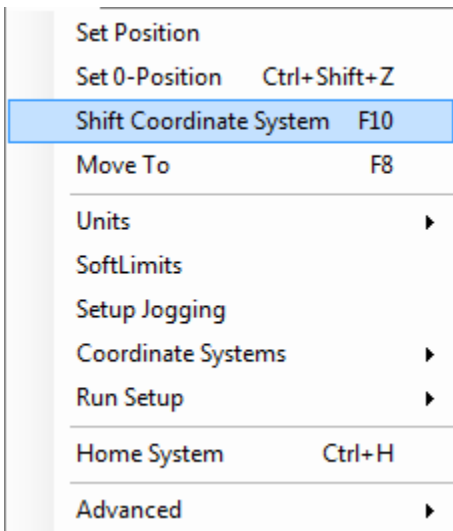 Set Position
Set 0-Position Ctrl+Shift+Z
Shift Coordinate System F10
Move To F8
Units
SoftLimits
Setup Jogging
Coordinate Systems
Run Setup
Home System Ctrl+H
Advanced